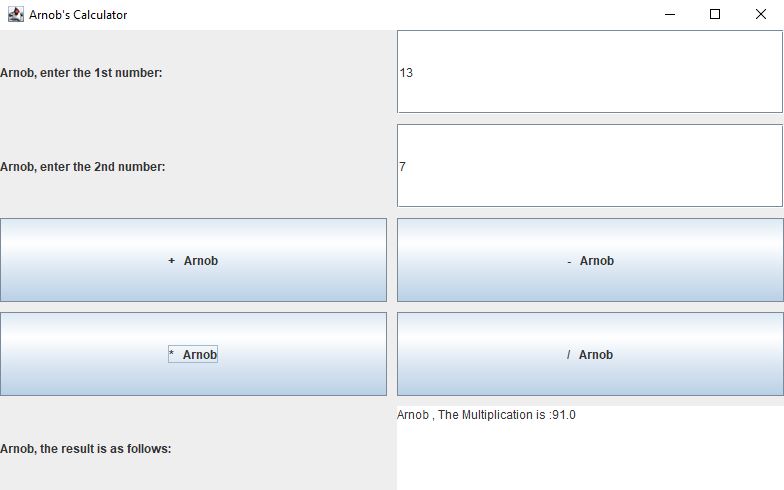 Arnob's Calculator
Arnob, enter the 1st number:
13
Arnob, enter the 2nd number:
7
+ Arnob
- Arnob
* Arnob
/ Arnob
Arnob, the result is as follows:
Arnob , The Multiplication is :91.0